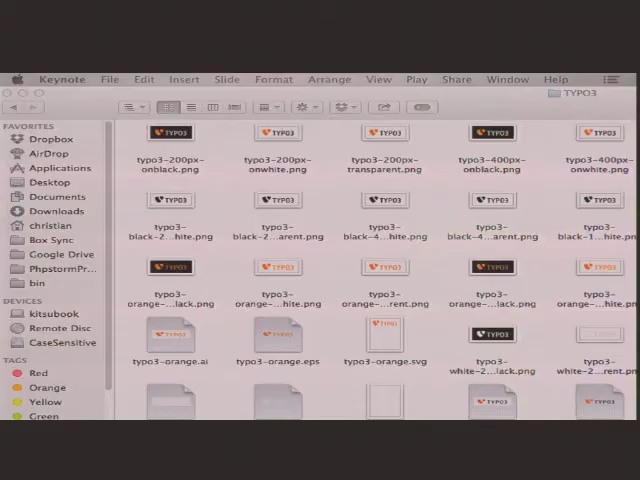 Keynote File Edit Insert Slide Format Arrange View Play Share Window Help
TYPO3
FAVORITES
Dropbox
AirDrop
Applications
Desktop
Documents
Downloads
christian
Box Sync
Google Drive
PhpstormPr...
bin
DEVICES
kitsubook
Remote Disc
CaseSensitive
TAGS
Red
Orange
Yellow
Green
TYPO3 TYPO3 TYPO3 TYPO3 TYPO3
typo3-200px-onblack.png
typo3-200px-onwhite.png
typo3-200px-transparent.png
typo3-400px-onblack.png
typo3-400px-onwhite.png
TYPO3 TYPO3 TYPO3 TYPO3 TYPO3
typo3-black-2...hite.png
typo3-black-2...arent.png
typo3-black-4...hite.png
typo3-black-4...arent.png
typo3-black-1...hite.png
TYPO3 TYPO3 TYPO3 TYPO3 TYPO3
typo3-orange-...lack.png
typo3-orange-...hite.png
typo3-orange-...rent.png
typo3-orange-...lack.png
typo3-orange-...hite.png
TYPO3 TYPO3 TYPO3 TYPO3
typo3-orange.ai
typo3-orange.eps
typo3-orange.svg
typo3-white-2...lack.png
typo3-white-2...rent.png
TYPO3 TYPO3